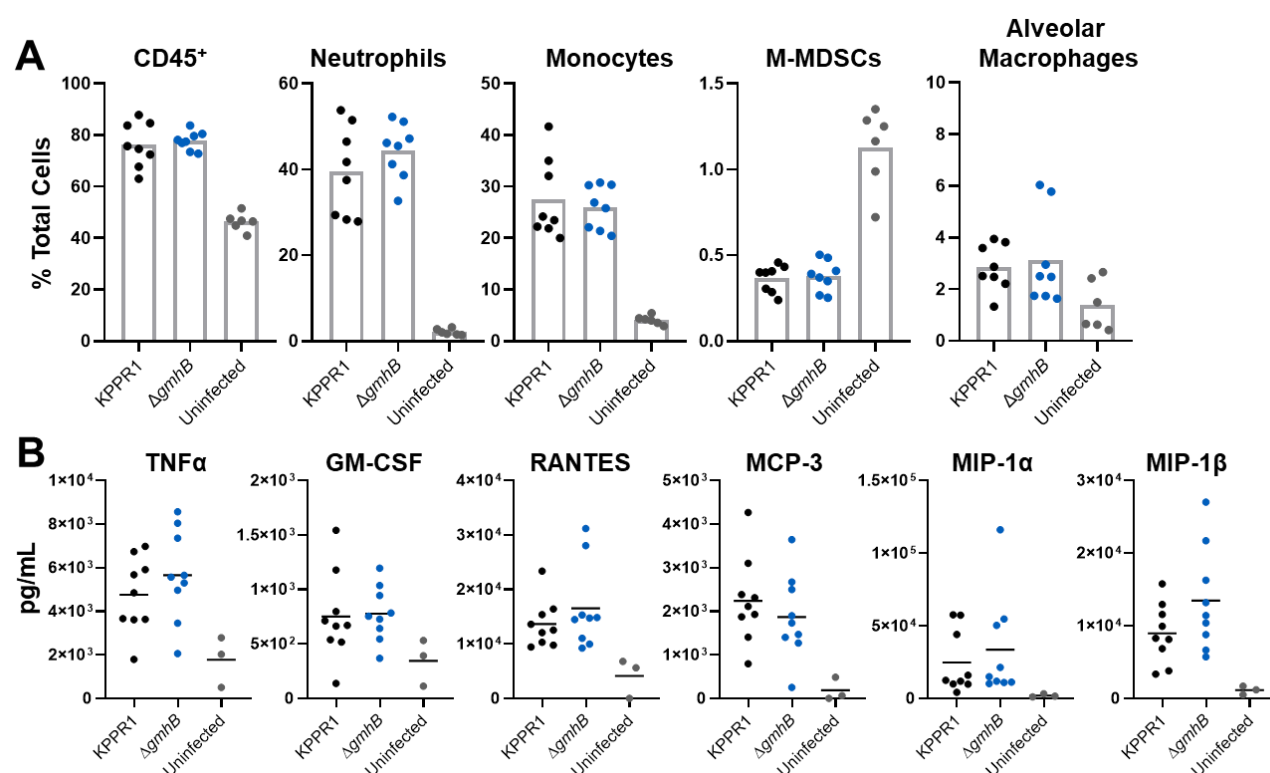 A
CD45⁺ Neutrophils Monocytes M-MDSCs Alveolar Macrophages
% Total Cells
100 60 50 1.5 10
80 40 8
40 1.0 6
60 30
40 20 4
20 0.5
20 10 2
0 0 0 0.0 0
KPPR1 ΔgmhB Uninfected KPPR1 ΔgmhB Uninfected KPPR1 ΔgmhB Uninfected KPPR1 ΔgmhB Uninfected KPPR1 ΔgmhB Uninfected
B
TNFα GM-CSF RANTES MCP-3 MIP-1α MIP-1β
pg/mL
1×10⁴ 2×10³ 4×10⁴ 5×10³ 1.5×10⁵ 3×10⁴
8×10³ 1.5×10³ 3×10⁴ 4×10³ 1×10⁵ 2×10⁴
6×10³ 1×10³ 2×10⁴ 3×10³
4×10³ 5×10² 1×10⁴ 2×10³ 5×10⁴ 1×10⁴
2×10³ 1×10³
0 0 0 0 0 0
KPPR1 ΔgmhB Uninfected KPPR1 ΔgmhB Uninfected KPPR1 ΔgmhB Uninfected KPPR1 ΔgmhB Uninfected KPPR1 ΔgmhB Uninfected KPPR1 ΔgmhB Uninfected